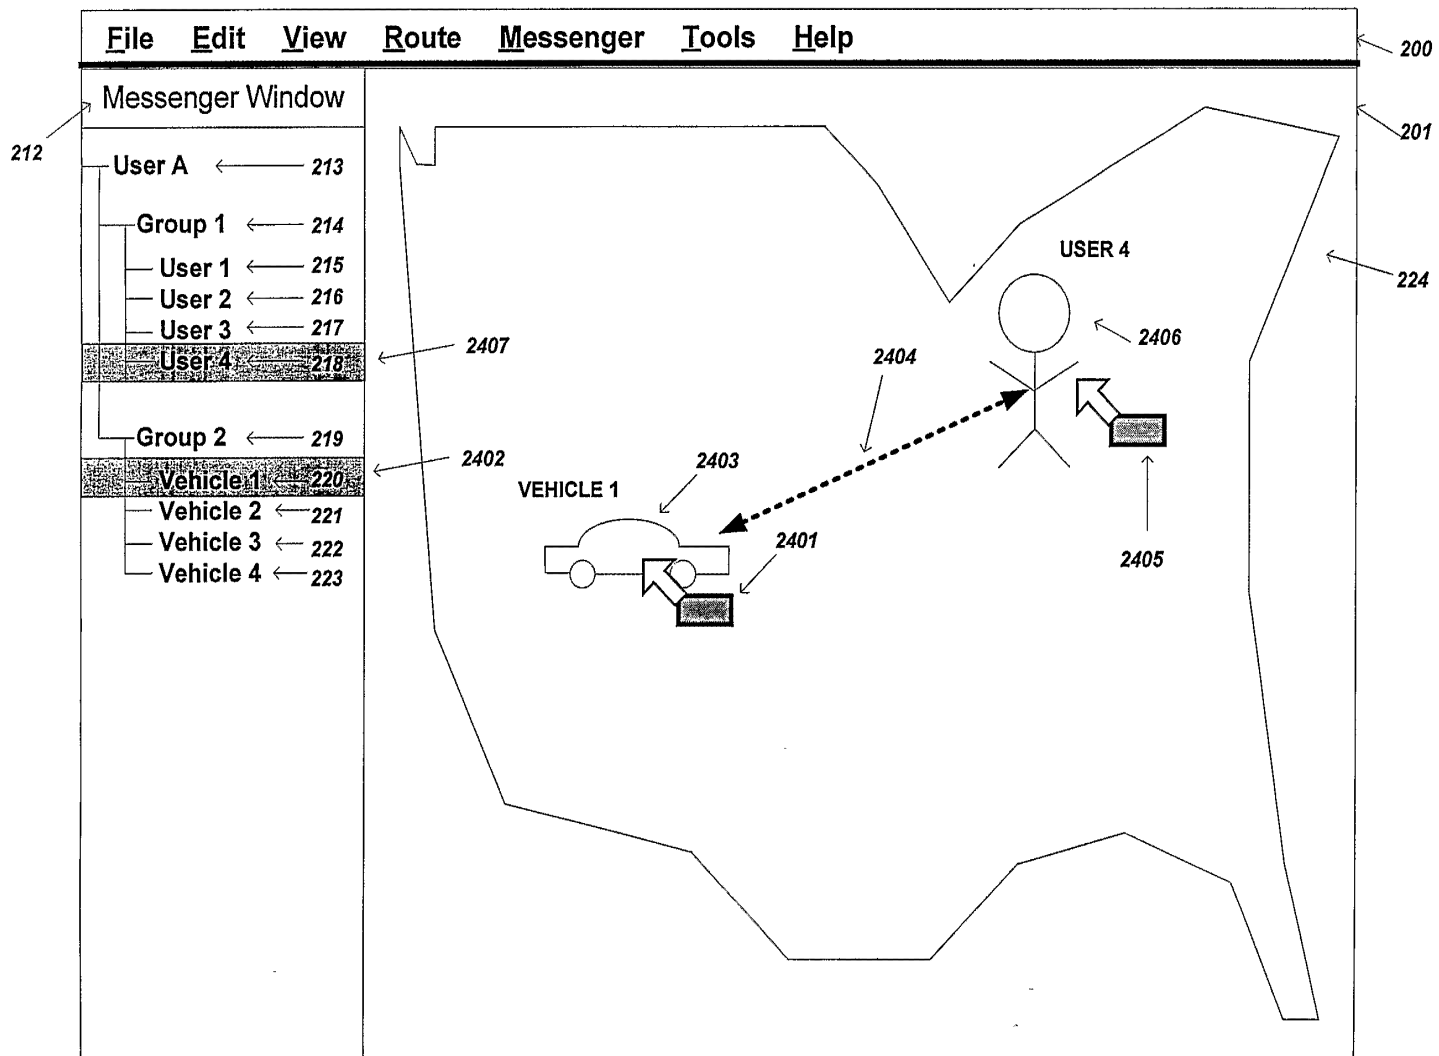 File Edit View Route Messenger Tools Help
200
Messenger Window
201
212
User A 213
Group 1 214
User 1 215
User 2 216
User 3 217
User 4 218
Group 2 219
Vehicle 1 220
Vehicle 2 221
Vehicle 3 222
Vehicle 4 223
2407
2402
USER 4
224
2406
2404
2403
VEHICLE 1
2401
2405